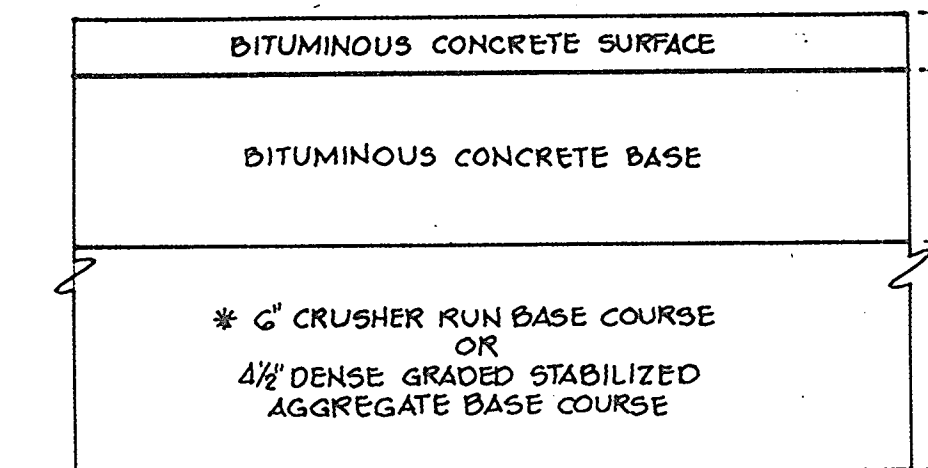 BITUMINOUS CONCRETE SURFACE
BITUMINOUS CONCRETE BASE
* 6" CRUSHER RUN BASE COURSE
OR
4½" DENSE GRADED STABILIZED
AGGREGATE BASE COURSE